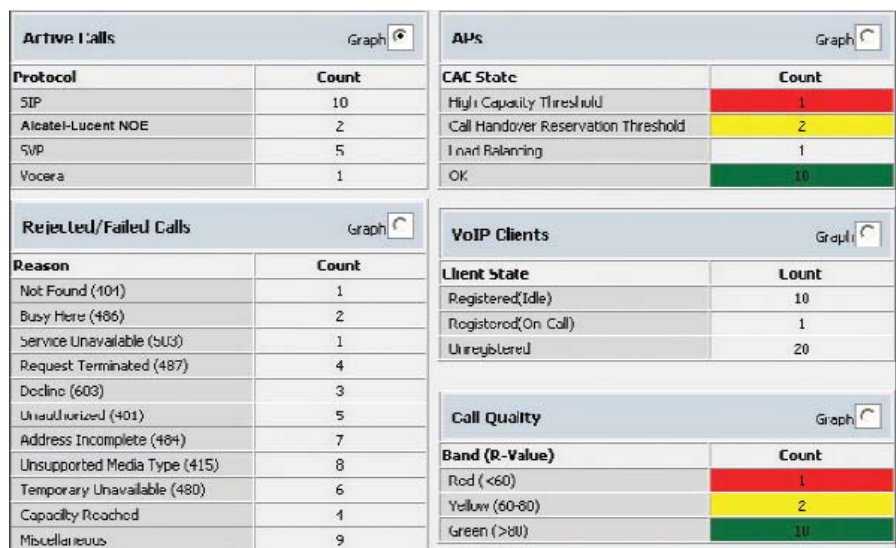 Active Calls Graph
Protocol Count
SIP 10
Alcatel-Lucent NOE 2
SVP 5
Vocera 1
Rejected/Failed Calls Graph
Reason Count
Not Found (404) 1
Busy Here (486) 2
Service Unavailable (503) 1
Request Terminated (487) 4
Decline (603) 3
Unauthorized (401) 5
Address Incomplete (484) 7
Unsupported Media Type (415) 8
Temporary Unavailable (480) 6
Capacity Reached 4
Miscellaneous 9
APs Graph
CAC State Count
High Capacity Threshold 1
Call Handover Reservation Threshold 2
Load Balancing 1
OK 10
VoIP Clients Graph
Client State Count
Registered(Idle) 10
Registered(On Call) 1
Unregistered 20
Call Quality Graph
Band (R-Value) Count
Red (<60) 1
Yellow (60-80) 2
Green (>80) 10